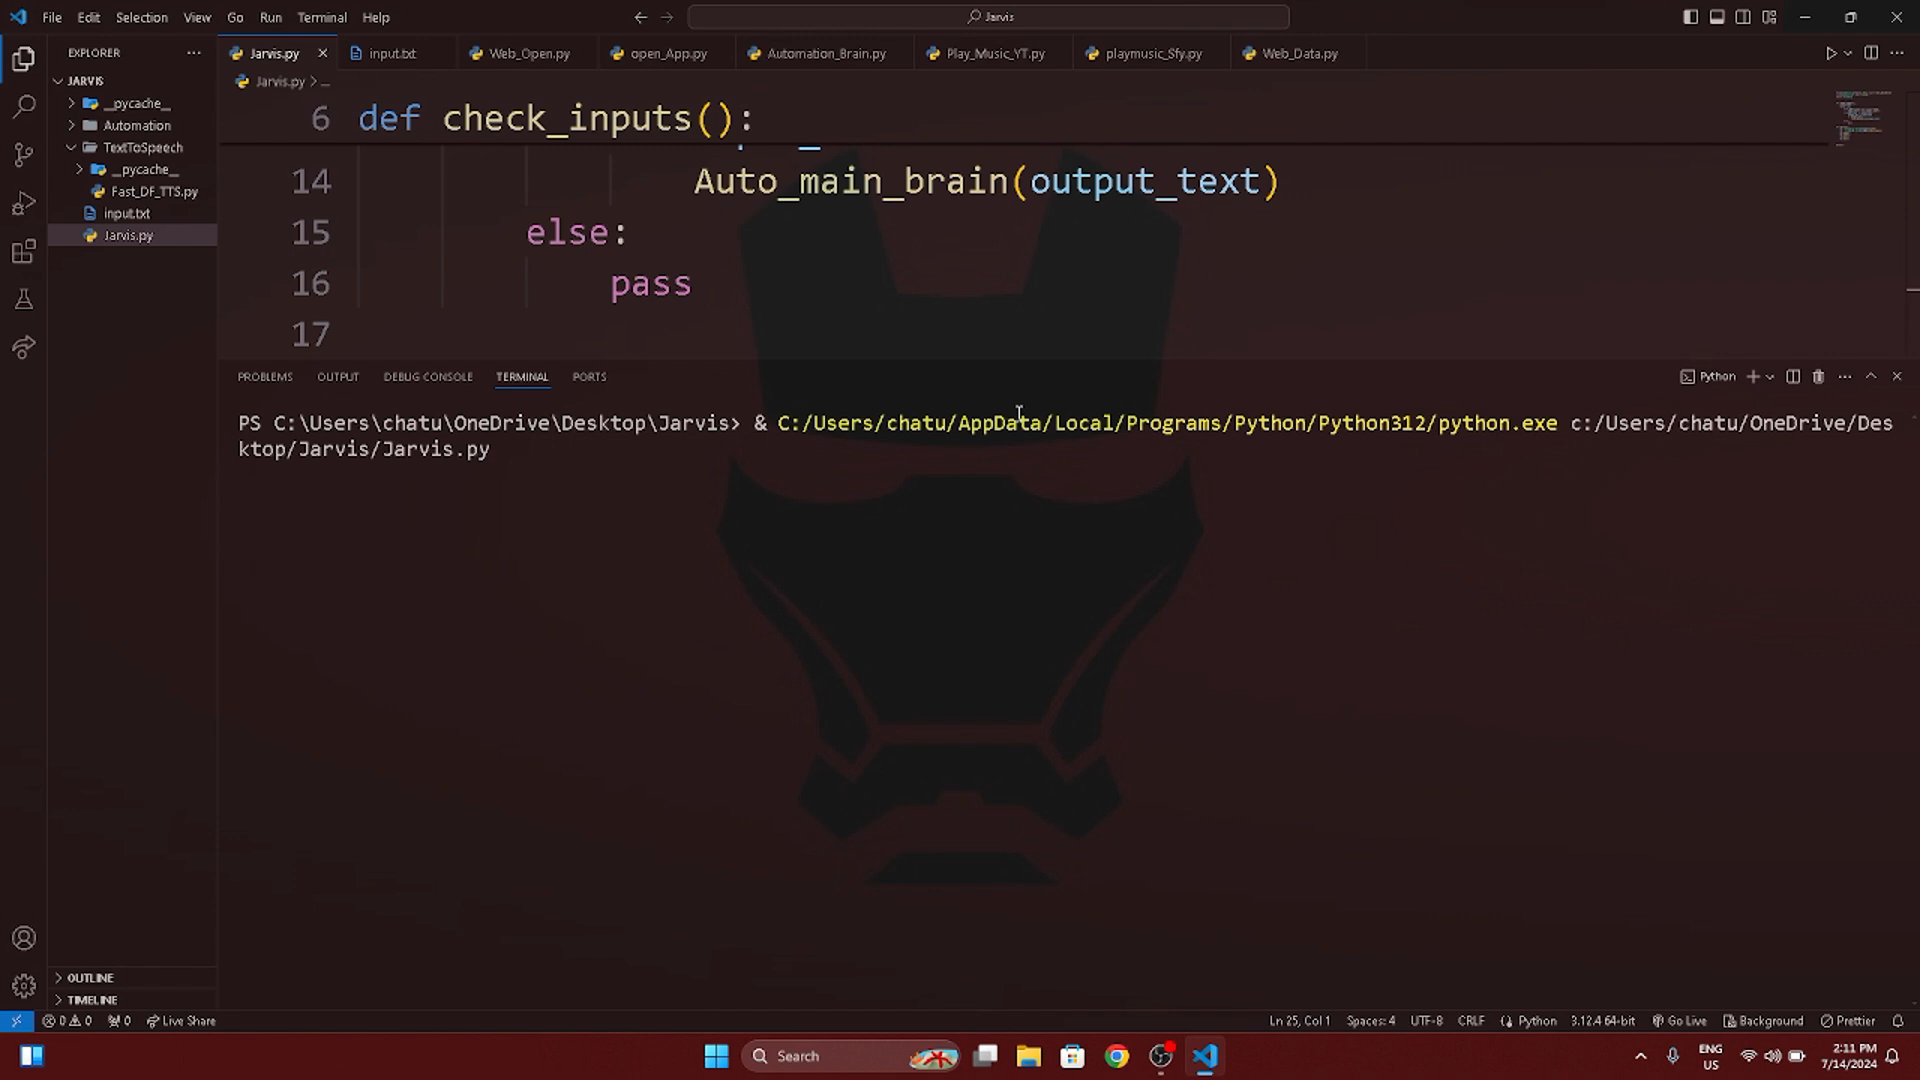 File Edit Selection View Go Run Terminal Help
Jarvis
EXPLORER
Jarvis.py
input.txt
Web_Open.py
open_App.py
Automation_Brain.py
Play_Music_YT.py
playmusic_Sfy.py
Web_Data.py
JARVIS
__pycache__
Automation
TextToSpeech
__pycache__
Fast_DF_TTS.py
input.txt
Jarvis.py
Jarvis.py > ...
6 def check_inputs():
14 Auto_main_brain(output_text)
15 else:
16 pass
17
PROBLEMS OUTPUT DEBUG CONSOLE TERMINAL PORTS
Python
PS C:\Users\chatu\OneDrive\Desktop\Jarvis> & C:/Users/chatu/AppData/Local/Programs/Python/Python312/python.exe c:/Users/chatu/OneDrive/Des
ktop/Jarvis/Jarvis.py
OUTLINE
TIMELINE
0 0 0 Live Share
Ln 25, Col 1 Spaces: 4 UTF-8 CRLF Python 3.12.4 64-bit Go Live Background Prettier
Search
ENG
US
2:11 PM
7/14/2024